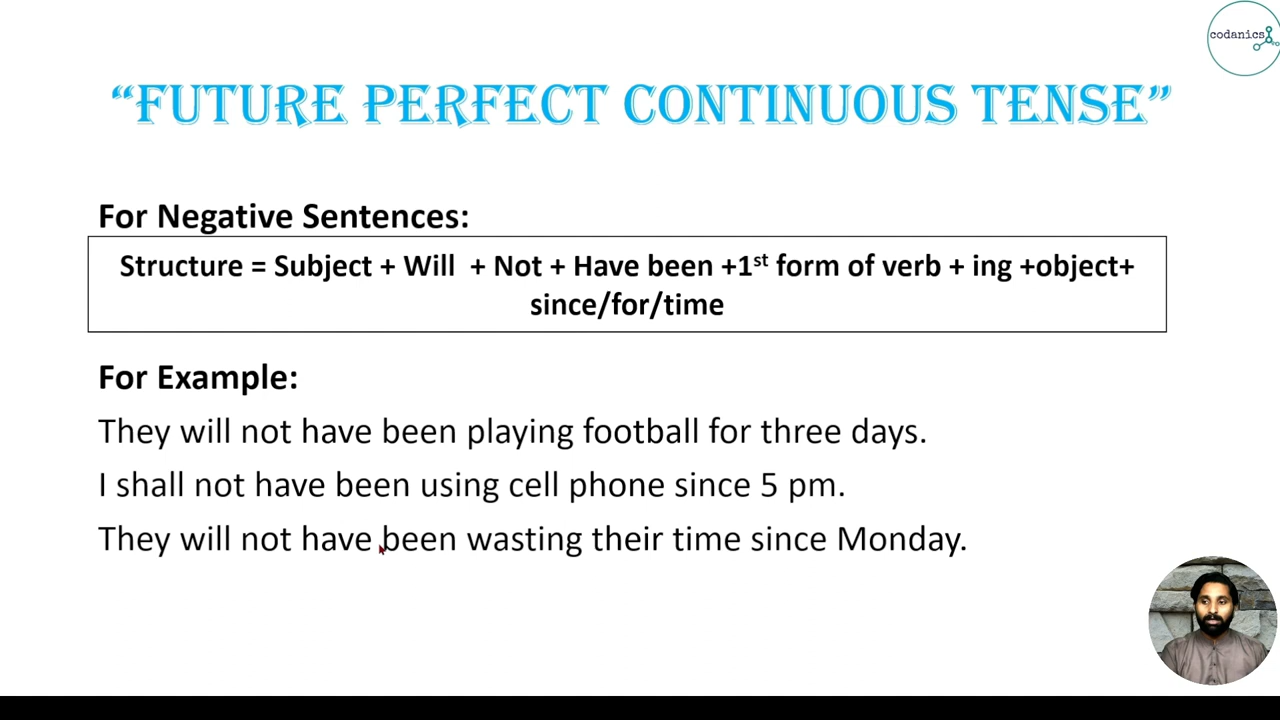 codanics
“FUTURE PERFECT CONTINUOUS TENSE”
For Negative Sentences:
Structure = Subject + Will + Not + Have been +1st form of verb + ing +object+
since/for/time
For Example:
They will not have been playing football for three days.
I shall not have been using cell phone since 5 pm.
They will not have been wasting their time since Monday.